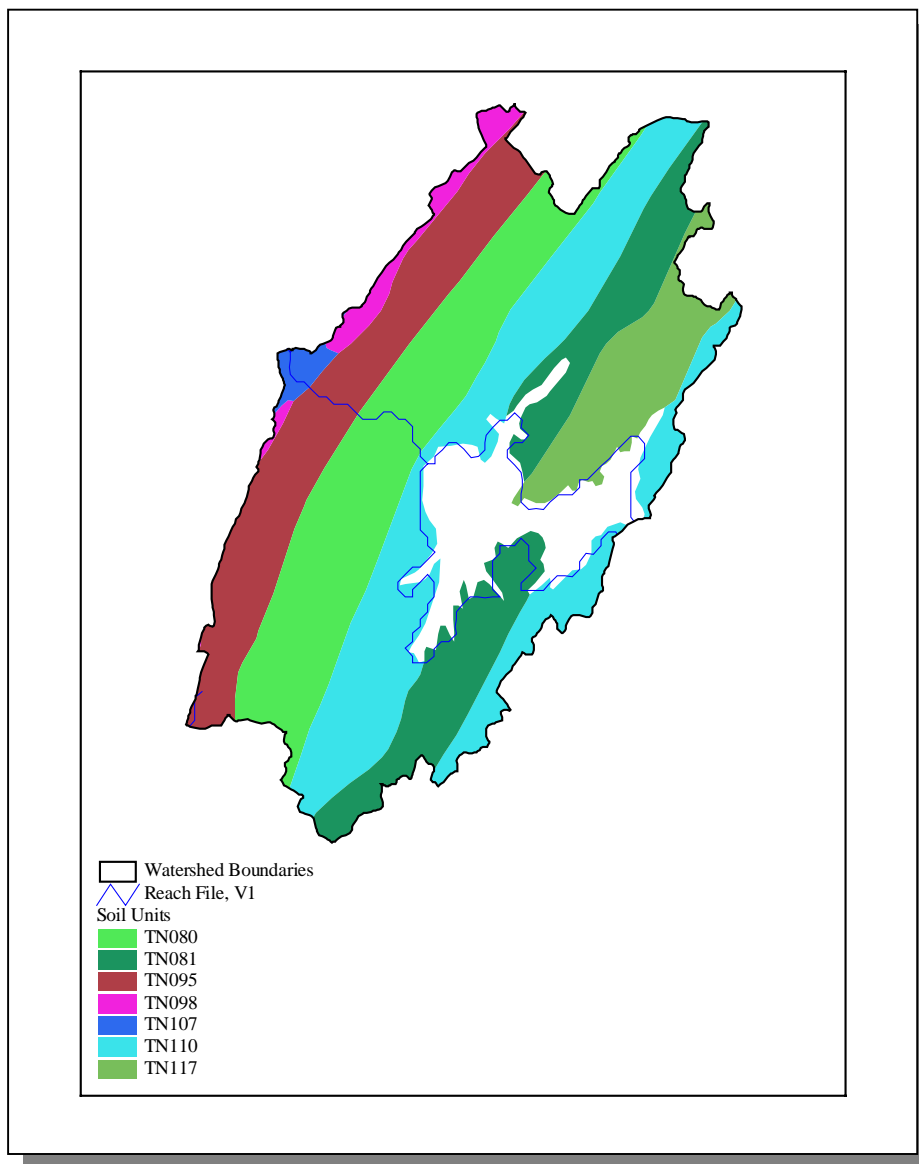 Watershed Boundaries
Reach File, V1
Soil Units
TN080
TN081
TN095
TN098
TN107
TN110
TN117